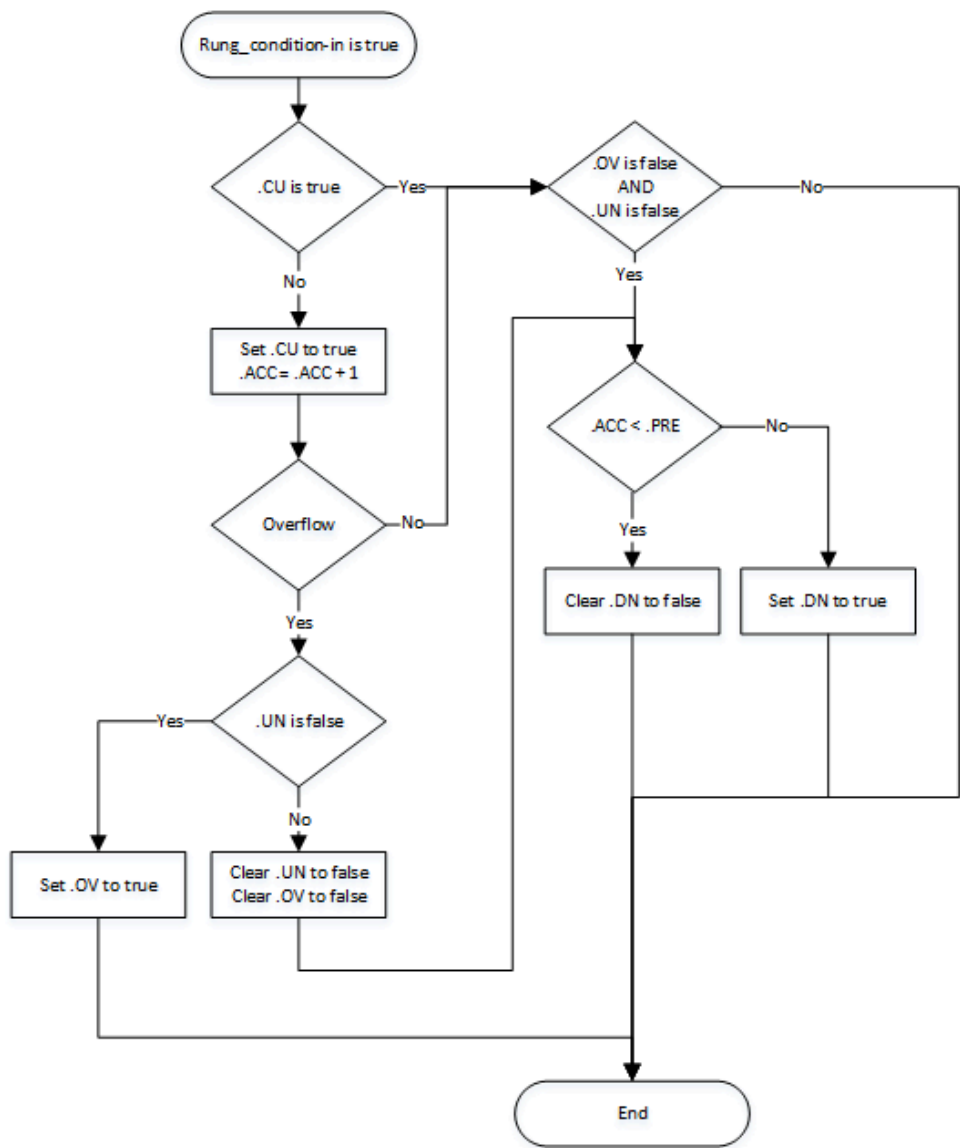 Rung_condition-in is true
.CU is true
Yes
.OV is false
AND
.UN is false
No
No
Yes
Set .CU to true
.ACC = .ACC + 1
.ACC < .PRE
No
Overflow
No
Yes
Clear .DN to false
Set .DN to true
Yes
.UN is false
Yes
No
Set .OV to true
Clear .UN to false
Clear .OV to false
End